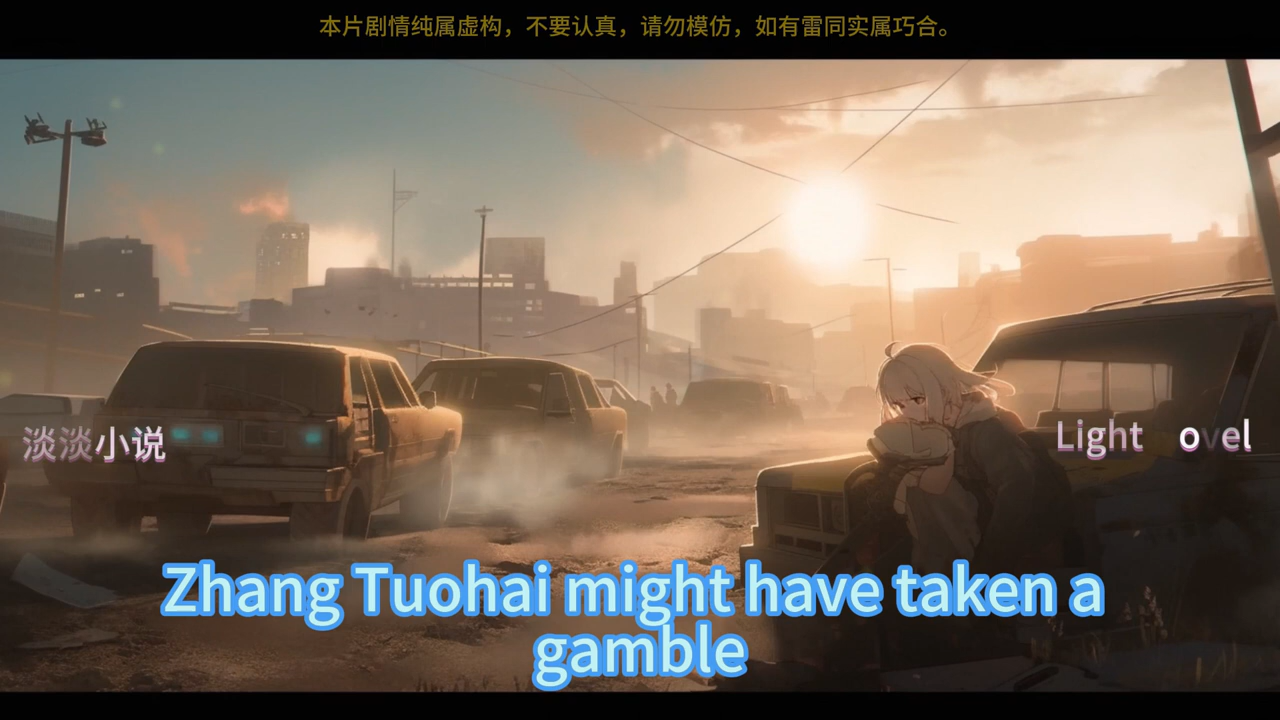 本片剧情纯属虚构，不要认真，请勿模仿，如有雷同实属巧合。
淡淡小说
Light ovel
Zhang Tuohai might have taken a
gamble